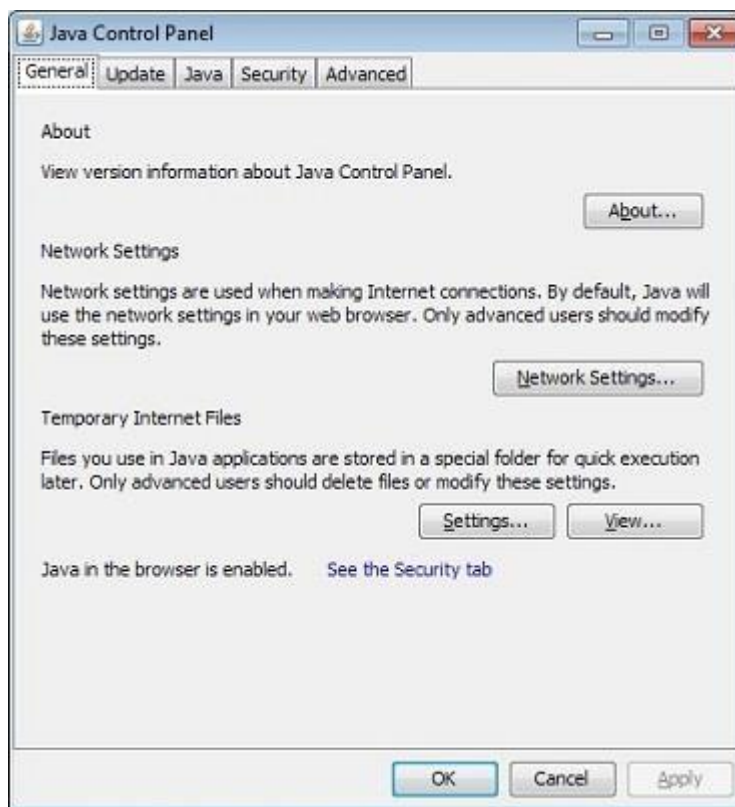 Java Control Panel
General Update Java Security Advanced
About
View version information about Java Control Panel.
About...
Network Settings
Network settings are used when making Internet connections. By default, Java will
use the network settings in your web browser. Only advanced users should modify
these settings.
Network Settings...
Temporary Internet Files
Files you use in Java applications are stored in a special folder for quick execution
later. Only advanced users should delete files or modify these settings.
Settings... View...
Java in the browser is enabled. See the Security tab
OK Cancel Apply